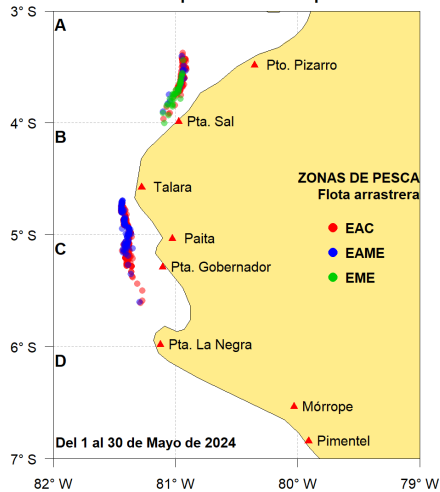 3° S
A
Pto. Pizarro
4° S
Pta. Sal
B
ZONAS DE PESCA
Flota arrastrera
Talara
EAC
5° S
Paita
EAME
C
Pta. Gobernador
EME
6° S
Pta. La Negra
D
Mórrope
Del 1 al 30 de Mayo de 2024
Pimentel
7° S
82° W
81° W
80° W
79° W